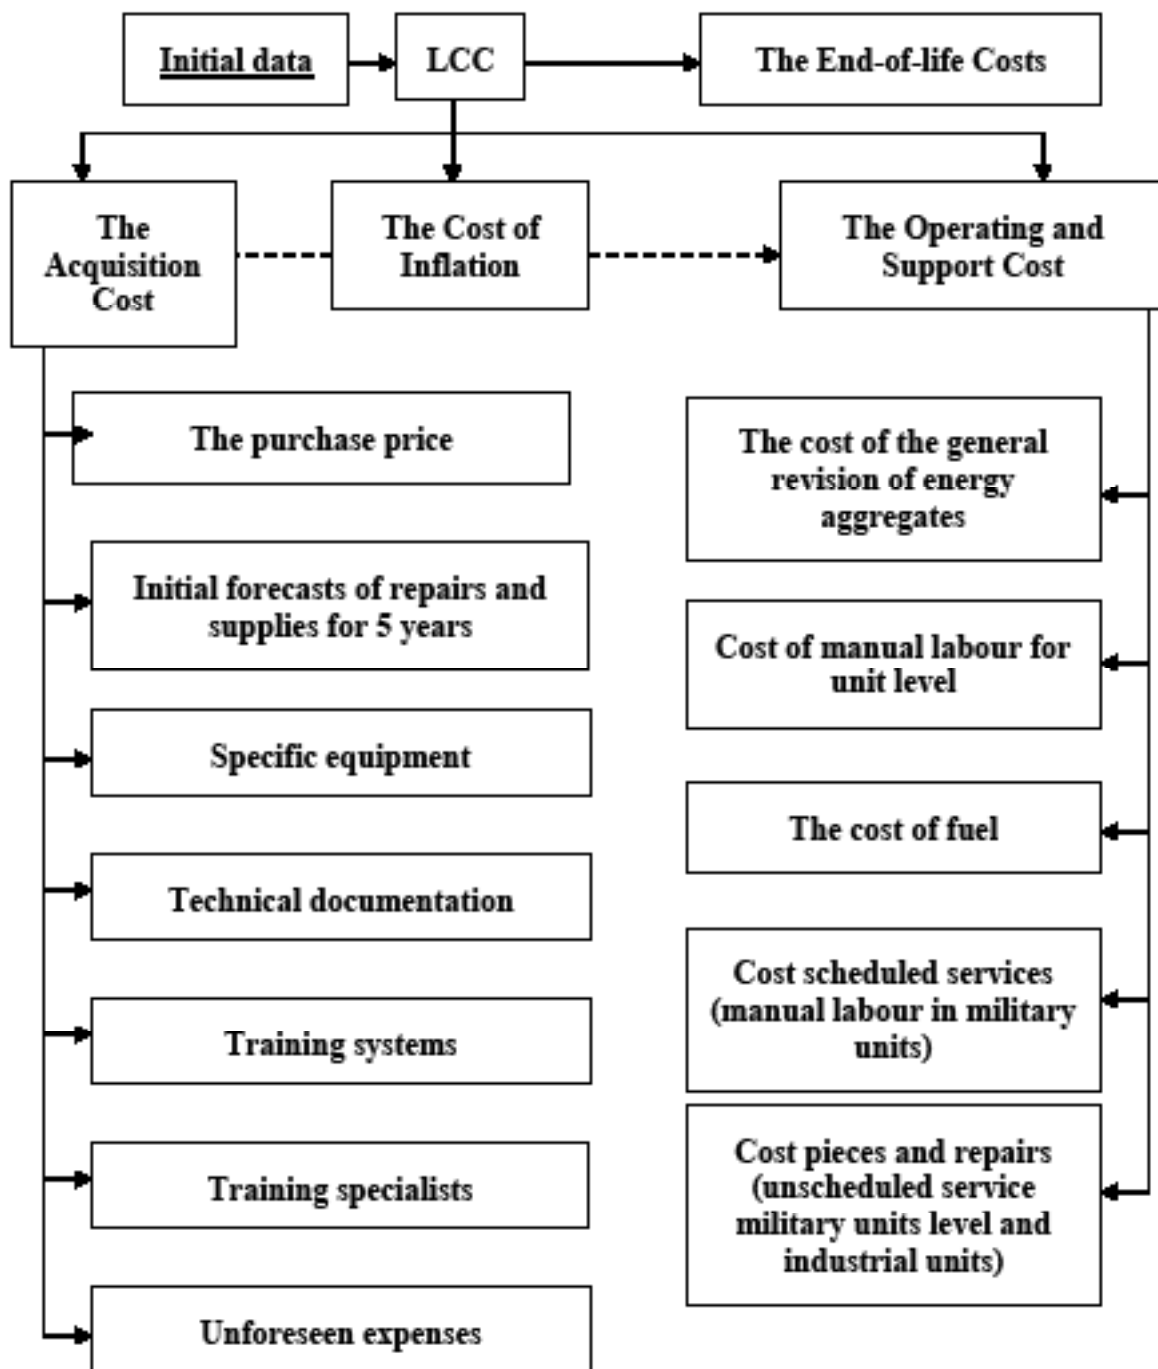 Initial data
LCC
The End-of-life Costs
The
Acquisition
Cost
The Cost of
Inflation
The Operating and
Support Cost
The purchase price
Initial forecasts of repairs and
supplies for 5 years
Specific equipment
Technical documentation
Training systems
Training specialists
Unforeseen expenses
The cost of the general
revision of energy
aggregates
Cost of manual labour for
unit level
The cost of fuel
Cost scheduled services
(manual labour in military
units)
Cost pieces and repairs
(unscheduled service
military units level and
industrial units)